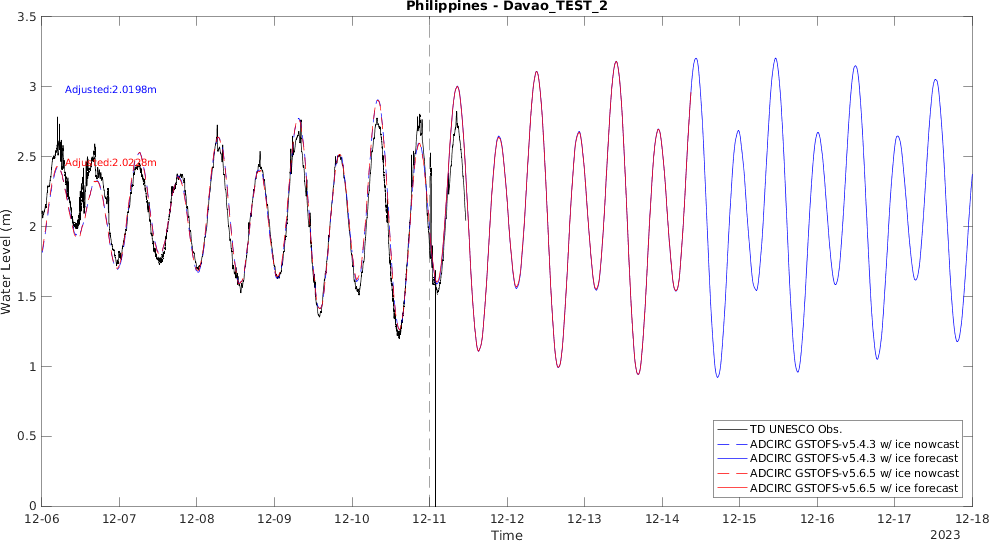 Philippines - Davao_TEST_2
3.5
3
2.5
2
1.5
1
0.5
0
Water Level (m)
Adjusted:2.0198m
Adjusted:2.0228m
TD UNESCO Obs.
ADCIRC GSTOFS-v5.4.3 w/ ice nowcast
ADCIRC GSTOFS-v5.4.3 w/ ice forecast
ADCIRC GSTOFS-v5.6.5 w/ ice nowcast
ADCIRC GSTOFS-v5.6.5 w/ ice forecast
12-06 12-07 12-08 12-09 12-10 12-11 12-12 12-13 12-14 12-15 12-16 12-17 12-18
Time
2023